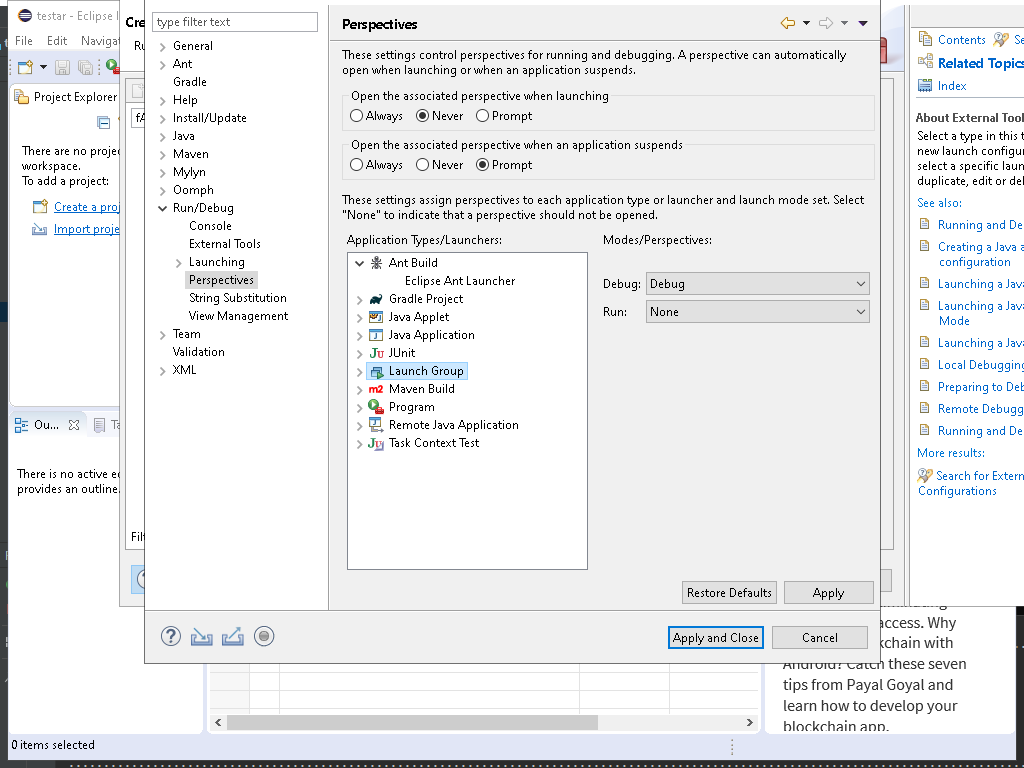 testar - Eclipse
File Edit Navigat
Project Explorer
There are no proje
workspace.
To add a project:
Create a proj
Import proje
Ou...
Ta
There is no active e
provides an outline.
0 items selected
Cre
Ru
Filt
type filter text
General
Ant
Gradle
Help
Install/Update
Java
Maven
Mylyn
Oomph
Run/Debug
Console
External Tools
Launching
Perspectives
String Substitution
View Management
Team
Validation
XML
Perspectives
These settings control perspectives for running and debugging. A perspective can automatically
open when launching or when an application suspends.
Open the associated perspective when launching
Always Never Prompt
Open the associated perspective when an application suspends
Always Never Prompt
These settings assign perspectives to each application type or launcher and launch mode set. Select
"None" to indicate that a perspective should not be opened.
Application Types/Launchers:
Ant Build
Eclipse Ant Launcher
Gradle Project
Java Applet
Java Application
JUnit
Launch Group
Maven Build
Program
Remote Java Application
Task Context Test
Modes/Perspectives:
Debug: Debug
Run: None
Restore Defaults Apply
Apply and Close Cancel
Contents Se
Related Topics
Index
About External Tool
Select a type in this t
new launch configur
select a specific laun
duplicate, edit or del
See also:
Running and De
Creating a Java a
configuration
Launching a Java
Launching a Java
Mode
Launching a Java
Local Debugging
Preparing to Deb
Remote Debugg
Running and De
More results:
Search for Extern
Configurations
access. Why
kchain with
Android? Catch these seven
tips from Payal Goyal and
learn how to develop your
blockchain app.